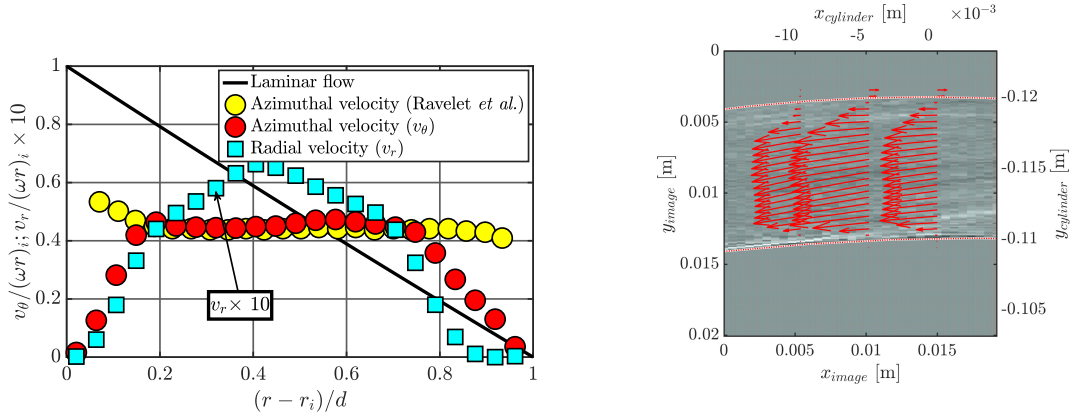 v_θ/(ωr)_i; v_r/(ωr)_i × 10
1
0.8
0.6
0.4
0.2
0
0 0.2 0.4 0.6 0.8 1
(r − r_i)/d
Laminar flow
Azimuthal velocity (Ravelet et al.)
Azimuthal velocity (v_θ)
Radial velocity (v_r)
v_r × 10
x_cylinder [m] ×10^-3
-10 -5 0
y_image [m]
0
0.005
0.01
0.015
0.02
0 0.005 0.01 0.015
x_image [m]
-0.12
-0.115
-0.11
-0.105
y_cylinder [m]